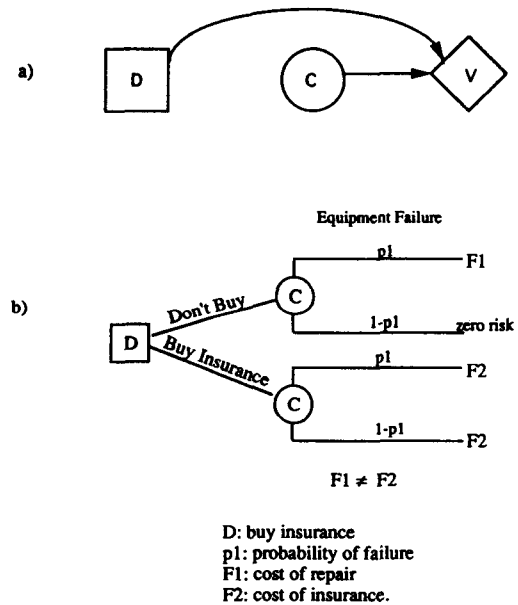 a)
D
C
V
Equipment Failure
p1
F1
C
Don't Buy
1-p1
zero risk
b)
D
Buy Insurance
p1
F2
C
1-p1
F2
F1 ≠ F2
D: buy insurance
p1: probability of failure
F1: cost of repair
F2: cost of insurance.